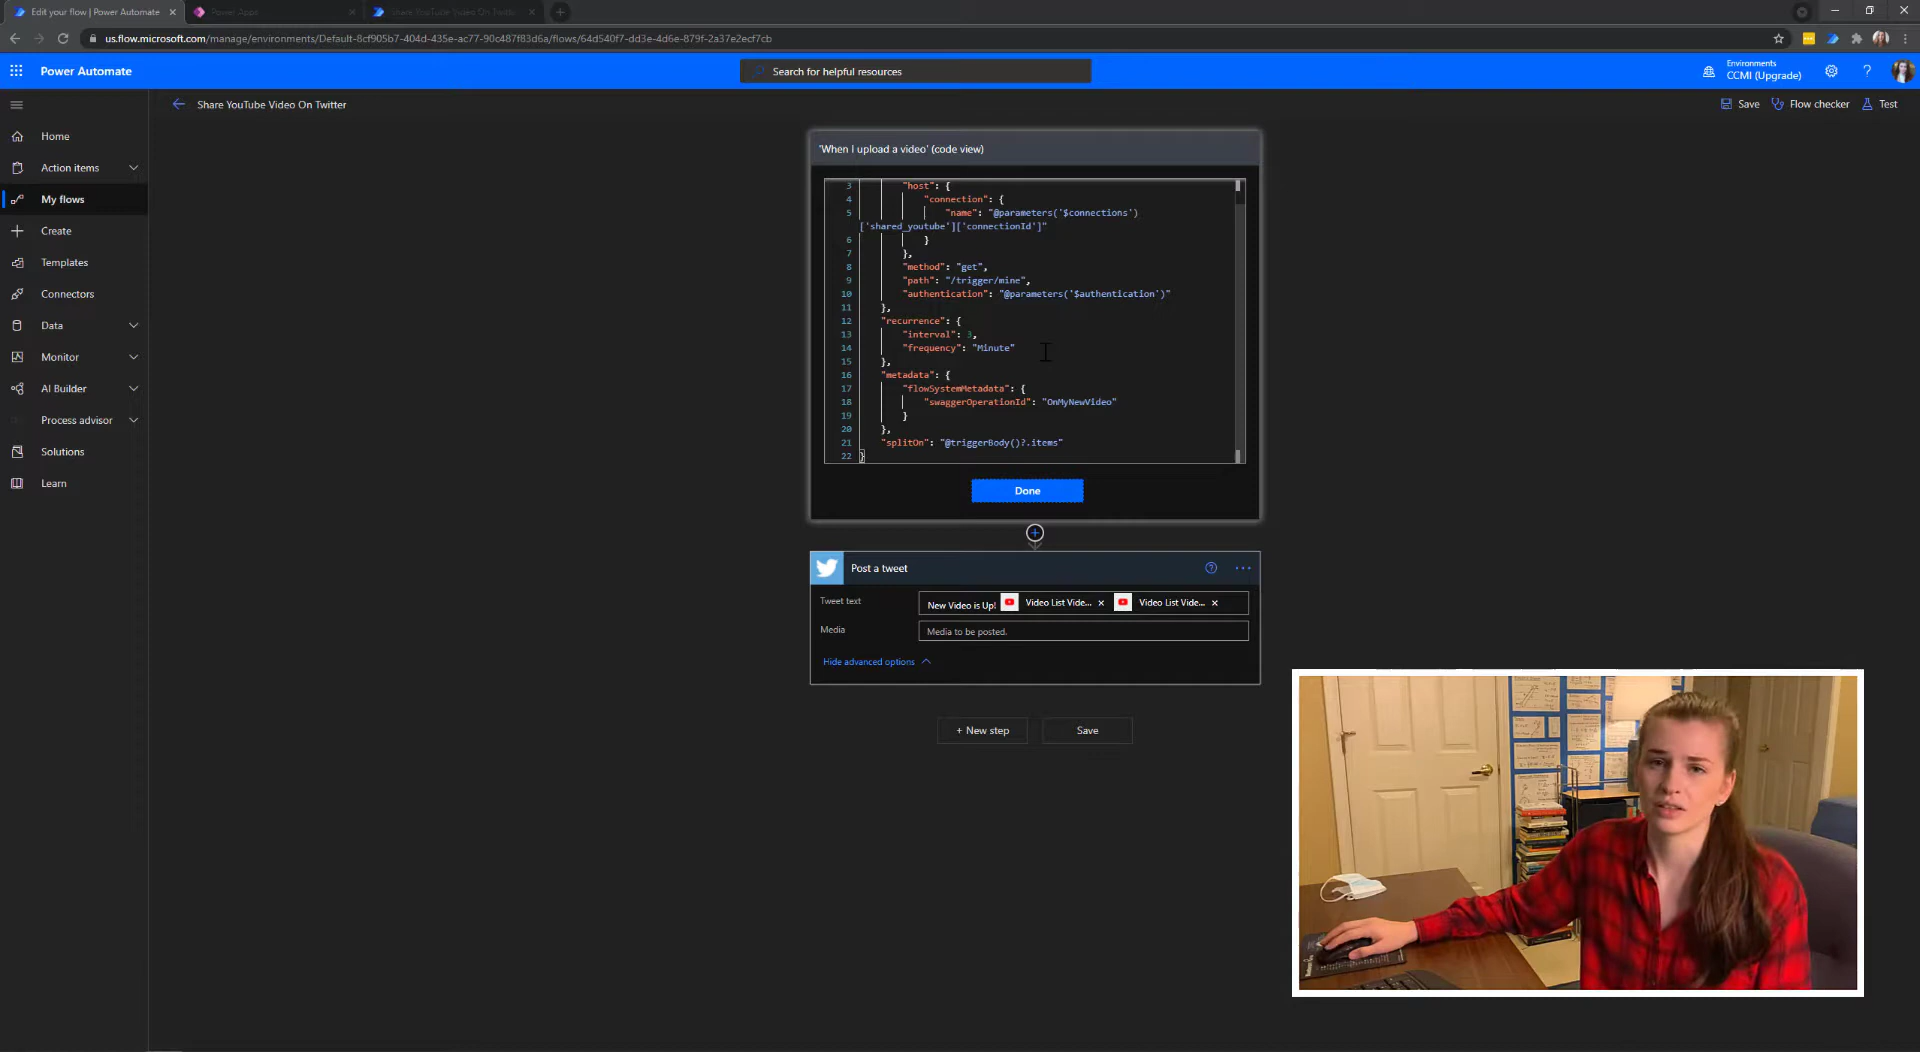 Edit your flow | Power Automate
Power Apps
Share YouTube Video On Twitter
us.flow.microsoft.com/manage/environments/Default-8cf905b7-404d-435e-ac77-90c487f83d6a/flows/64d540f7-dd3e-4d6e-879f-2a37e2ecf7cb
Power Automate
Search for helpful resources
Environments
CCMI (Upgrade)
Share YouTube Video On Twitter
Save
Flow checker
Test
Home
Action items
My flows
Create
Templates
Connectors
Data
Monitor
AI Builder
Process advisor
Solutions
Learn
'When I upload a video' (code view)
3 "host": {
4 "connection": {
5 "name": "@parameters('$connections')
['shared_youtube']['connectionId']"
6 }
7 },
8 "method": "get",
9 "path": "/trigger/mine",
10 "authentication": "@parameters('$authentication')"
11 },
12 "recurrence": {
13 "interval": 3,
14 "frequency": "Minute"
15 },
16 "metadata": {
17 "flowSystemMetadata": {
18 "swaggerOperationId": "OnMyNewVideo"
19 }
20 },
21 "splitOn": "@triggerBody()?.items"
22 }
Done
Post a tweet
Tweet text
New Video is Up! Video List Vide... × Video List Vide... ×
Media
Media to be posted.
Hide advanced options
+ New step
Save